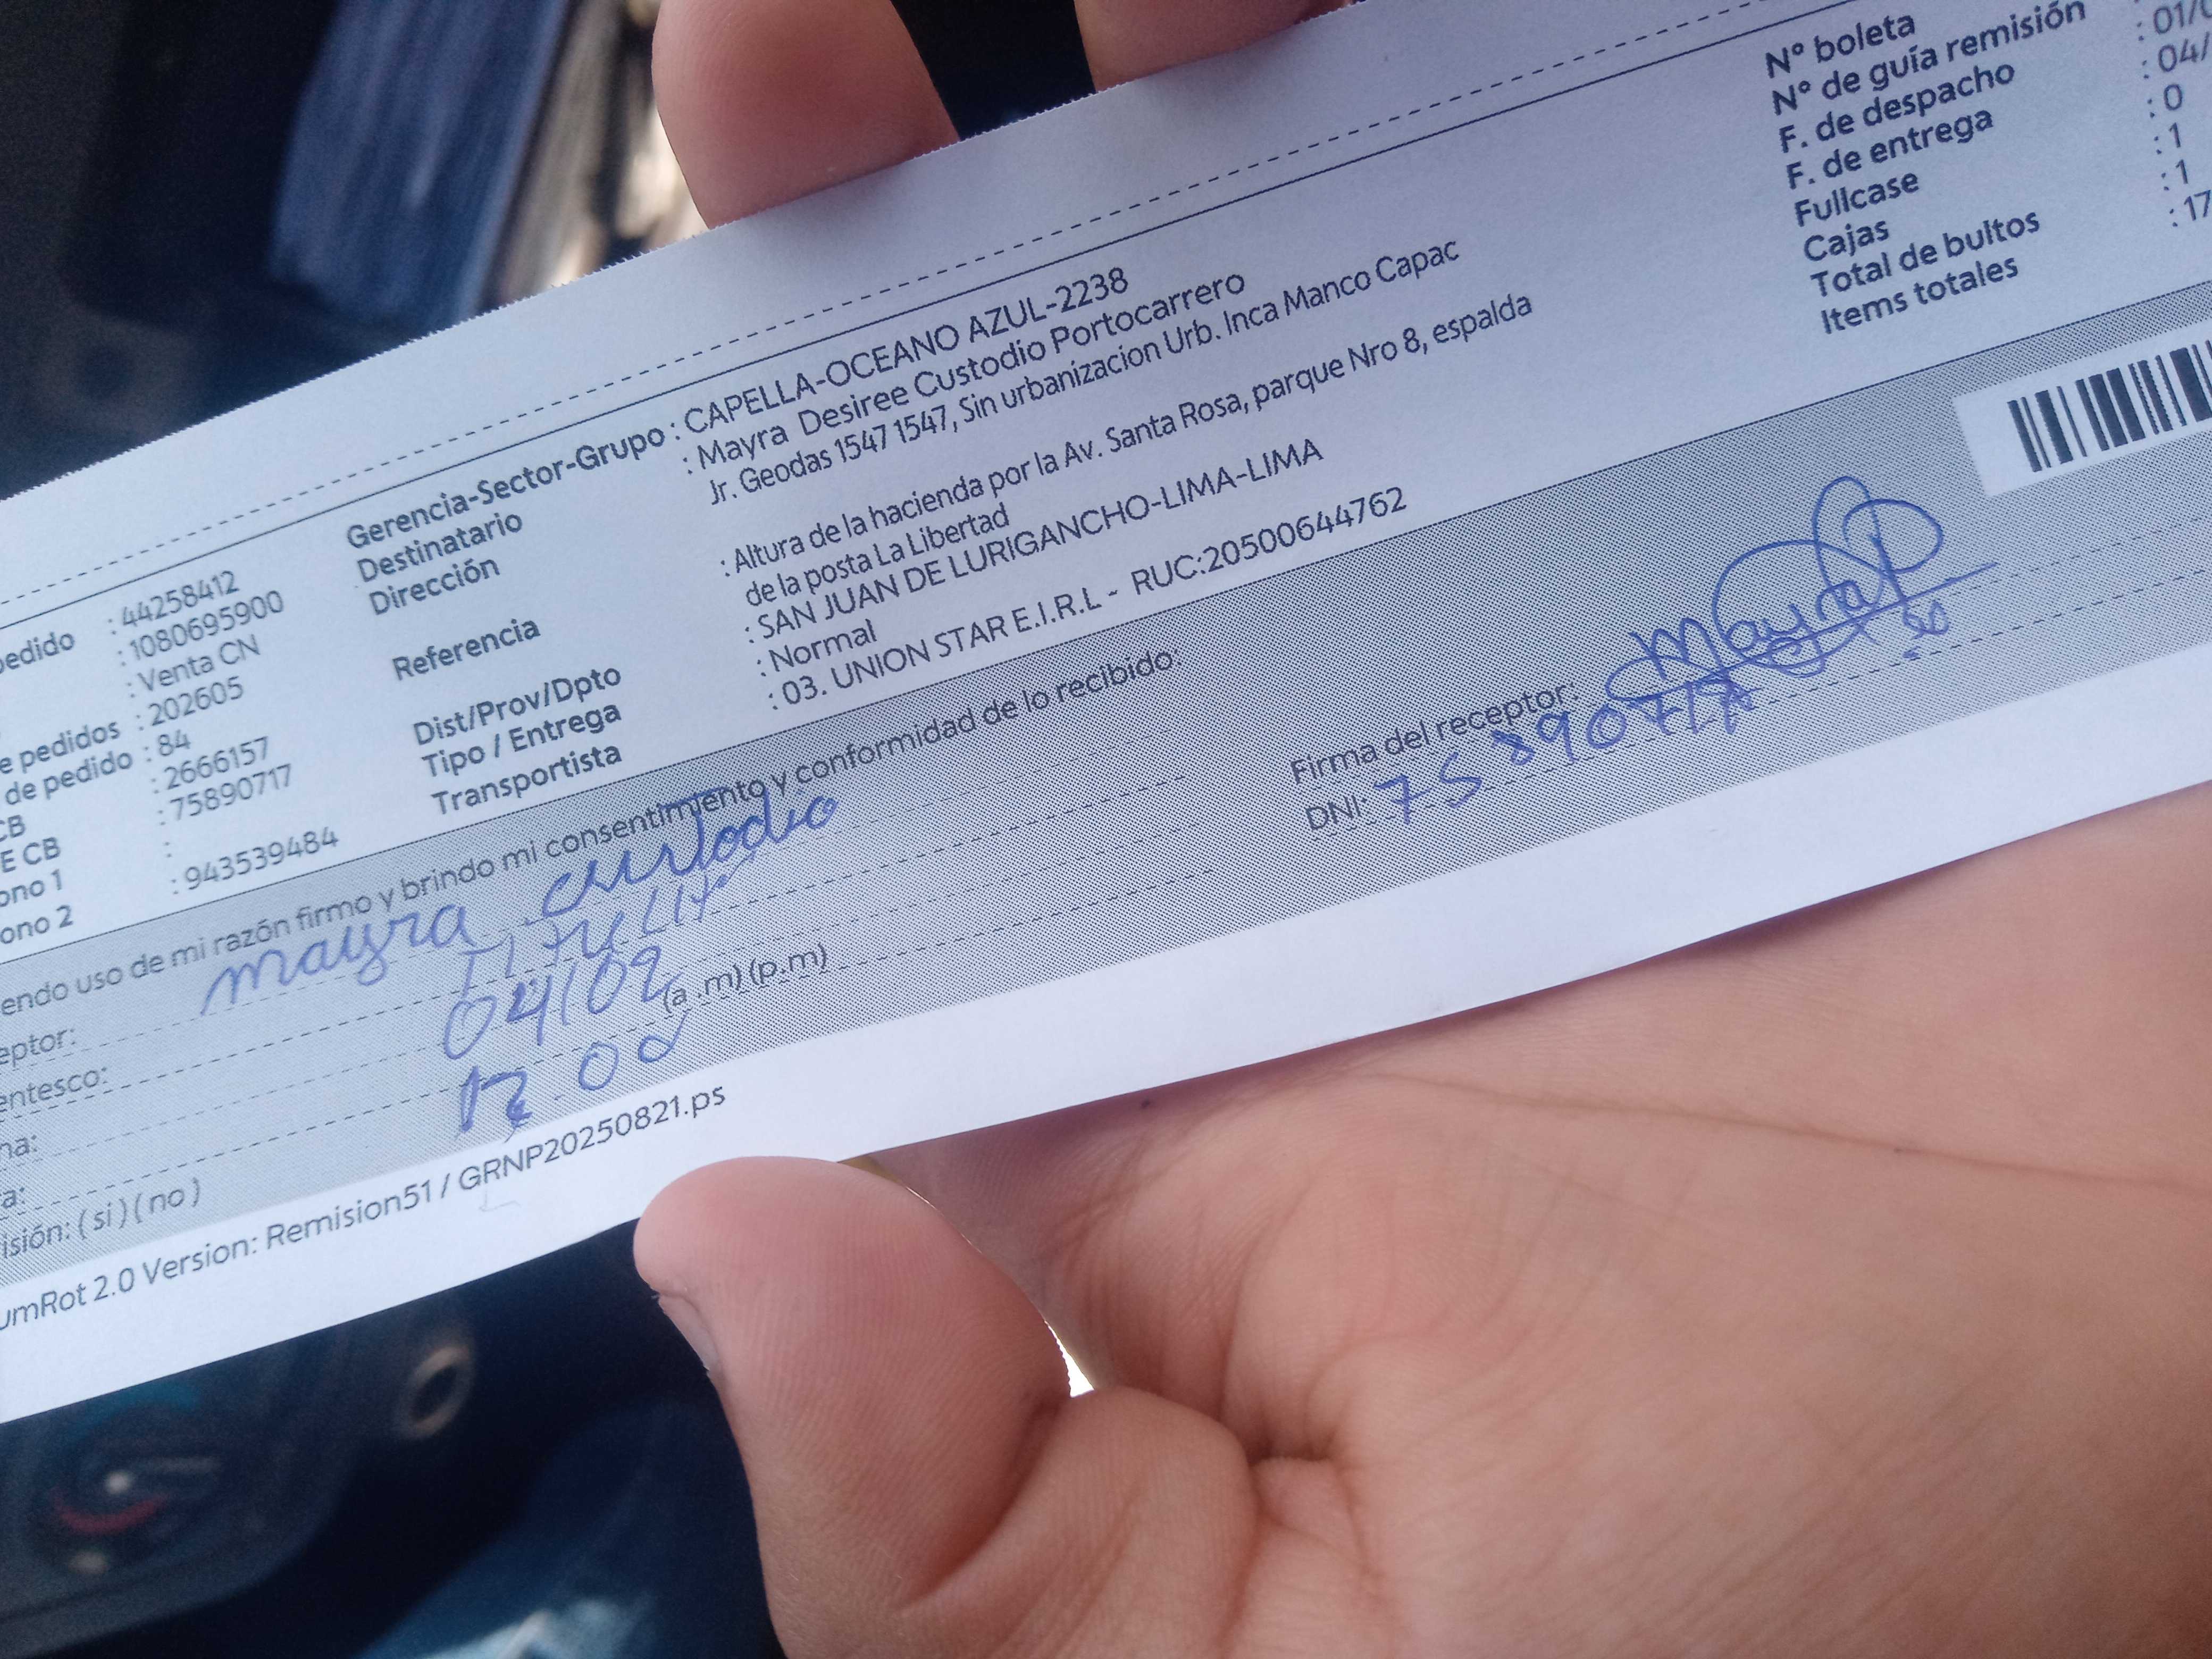 pedido : 44258412
: 1080695900
: Venta CN
e pedidos : 202605
de pedido : 84
CB : 2666157
E CB : 75890717
ono 1 :
ono 2 : 943539484
Gerencia-Sector-Grupo : CAPELLA-OCEANO AZUL-2238
Destinatario : Mayra Desiree Custodio Portocarrero
Dirección Jr. Geodas 1547 1547, Sin urbanizacion Urb. Inca Manco Capac
Referencia : Altura de la hacienda por la Av. Santa Rosa, parque Nro 8, espalda
de la posta La Libertad
Dist/Prov/Dpto : SAN JUAN DE LURIGANCHO-LIMA-LIMA
Tipo / Entrega : Normal
Transportista : 03. UNION STAR E.I.R.L - RUC:20500644762
N° boleta
N° de guía remisión
F. de despacho : 01/
F. de entrega : 04/
Fullcase : 0
Cajas : 1
Total de bultos : 1
Items totales : 17
endo uso de mi razón firmo y brindo mi consentimiento y conformidad de lo recibido:
eptor: mayra custodio
entesco: TITULAR
ha: 04/02
a: 12 02 (a.m) (p.m)
isión: ( si ) ( no )
Firma del receptor: Mayra
DNI: 75890717
umRot 2.0 Version: Remision51 / GRNP20250821.ps